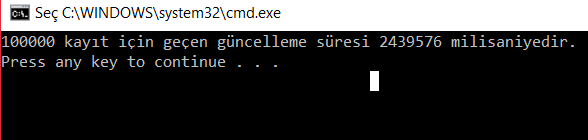 Seç C:\WINDOWS\system32\cmd.exe
100000 kayıt için geçen güncelleme süresi 2439576 milisaniyedir.
Press any key to continue . . .